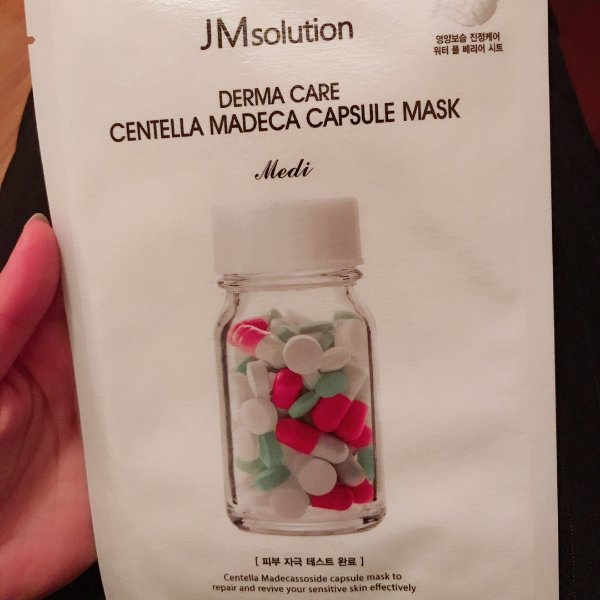 JMsolution
영양보습 진정케어
워터 풀 베리어 시트
DERMA CARE
CENTELLA MADECA CAPSULE MASK
Medi
[ 피부 자극 테스트 완료 ]
Centella Madecassoside capsule mask to
repair and revive your sensitive skin effectively